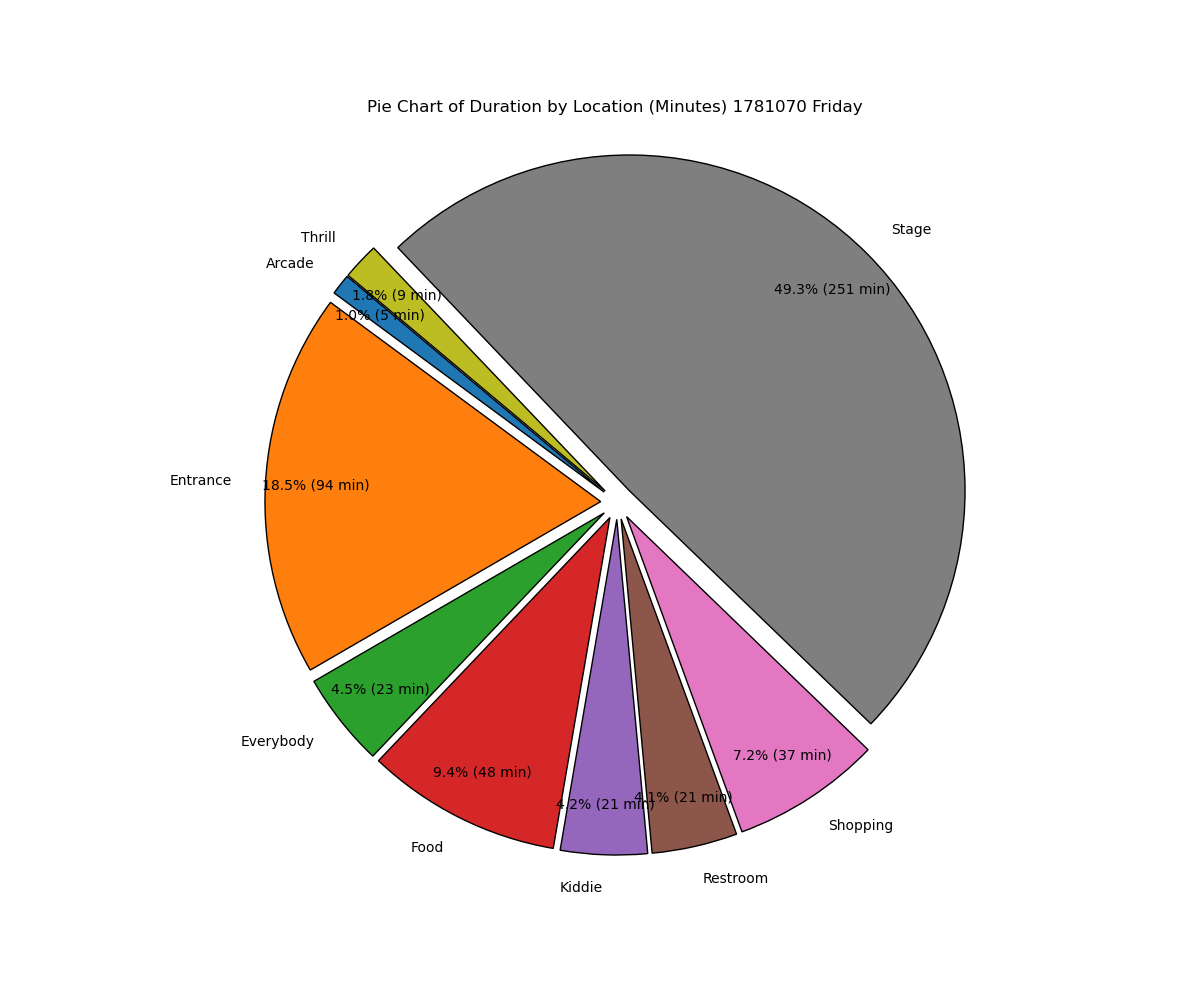 Pie Chart of Duration by Location (Minutes) 1781070 Friday
Stage
49.3% (251 min)
Thrill
1.8% (9 min)
Arcade
1.0% (5 min)
Entrance
18.5% (94 min)
Everybody
4.5% (23 min)
Food
9.4% (48 min)
Kiddie
4.2% (21 min)
Restroom
4.1% (21 min)
Shopping
7.2% (37 min)